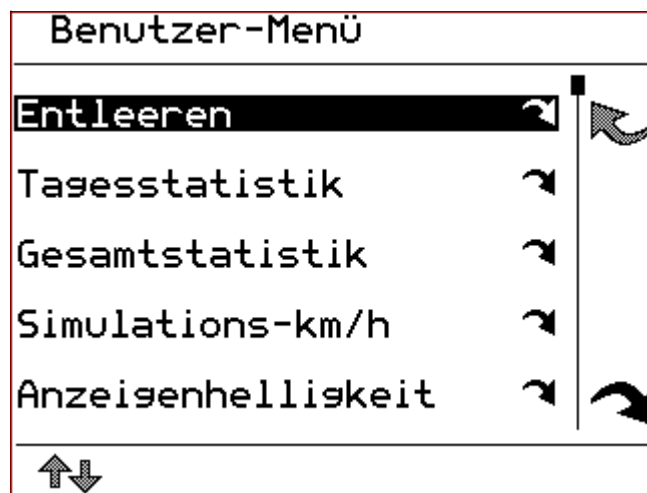 Benutzer-Menü
Entleeren
Tagesstatistik
Gesamtstatistik
Simulations-km/h
Anzeigenhelligkeit